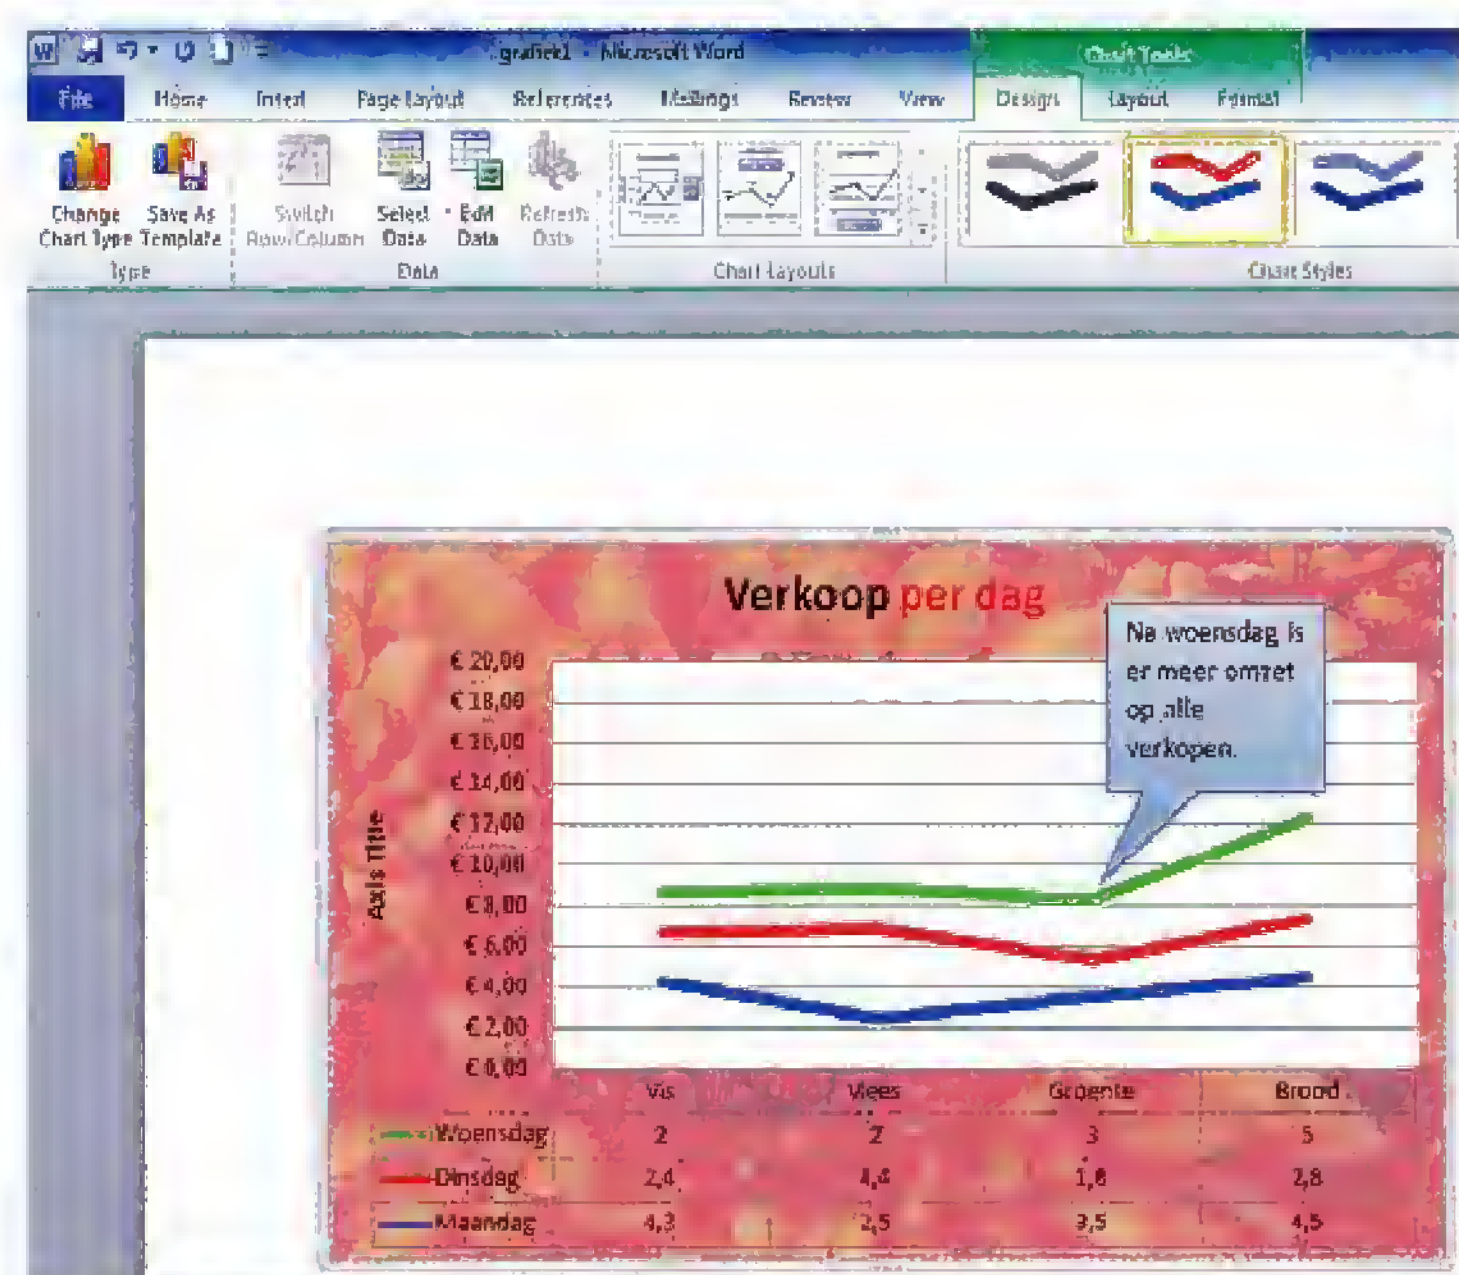 grafiek1 - Microsoft Word
Chart Tools
File Home Insert Page Layout References Mailings Review View Design Layout Format
Change Save As Switch Select Edit Refresh
Chart Type Template Row/Column Data Data Data
Type Data Chart Layouts Chart Styles
Verkoop per dag
Na woensdag is
er meer omzet
op alle
verkopen.
€ 20,00
€ 18,00
€ 16,00
€ 14,00
€ 12,00
€ 10,00
€ 8,00
€ 6,00
€ 4,00
€ 2,00
€ 0,00
Axis Title
Vis Vlees Groente Brood
Woensdag 2 2 3 5
Dinsdag 2,4 4,4 1,8 2,8
Maandag 4,3 2,5 3,5 4,5